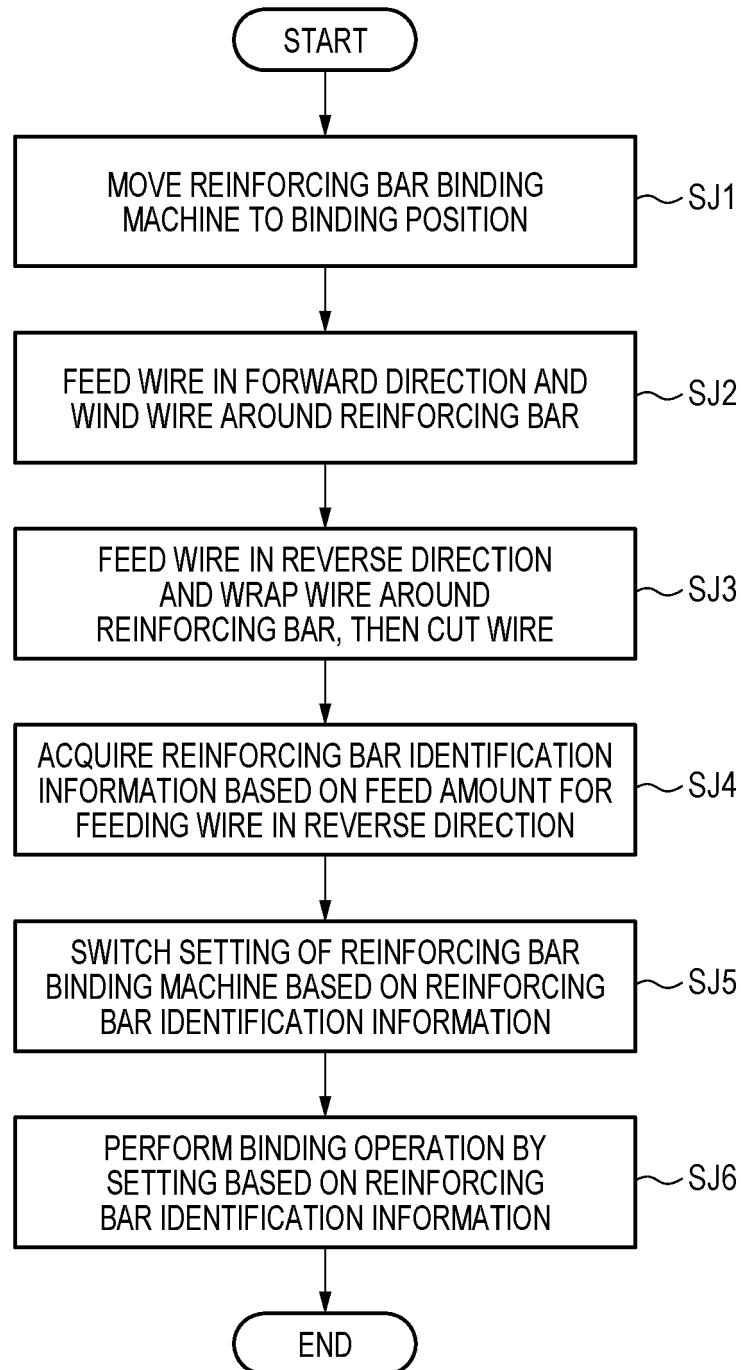 START
MOVE REINFORCING BAR BINDING
MACHINE TO BINDING POSITION
SJ1
FEED WIRE IN FORWARD DIRECTION AND
WIND WIRE AROUND REINFORCING BAR
SJ2
FEED WIRE IN REVERSE DIRECTION
AND WRAP WIRE AROUND
REINFORCING BAR, THEN CUT WIRE
SJ3
ACQUIRE REINFORCING BAR IDENTIFICATION
INFORMATION BASED ON FEED AMOUNT FOR
FEEDING WIRE IN REVERSE DIRECTION
SJ4
SWITCH SETTING OF REINFORCING BAR
BINDING MACHINE BASED ON REINFORCING
BAR IDENTIFICATION INFORMATION
SJ5
PERFORM BINDING OPERATION BY
SETTING BASED ON REINFORCING
BAR IDENTIFICATION INFORMATION
SJ6
END